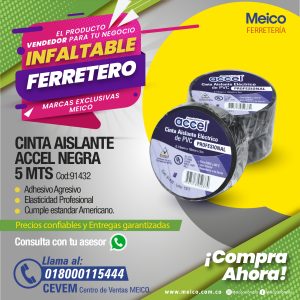 Meico
FERRETERÍA
EL PRODUCTO
VENDEDOR PARA TU NEGOCIO
INFALTABLE
FERRETERO
MARCAS EXCLUSIVAS
MEICO
CINTA AISLANTE
ACCEL NEGRA
5 MTS Cod:91432
Adhesivo Agresivo
Elasticidad Profesional
Cumple estandar Americano.
accel
Cinta Aislante Eléctrico
de PVC PROFESIONAL
Precios confiables y Entregas garantizadas
Consulta con tu asesor
Llama al:
018000115444
CEVEM Centro de Ventas MEICO
www.meico.com.co
¡Compra
Ahora!